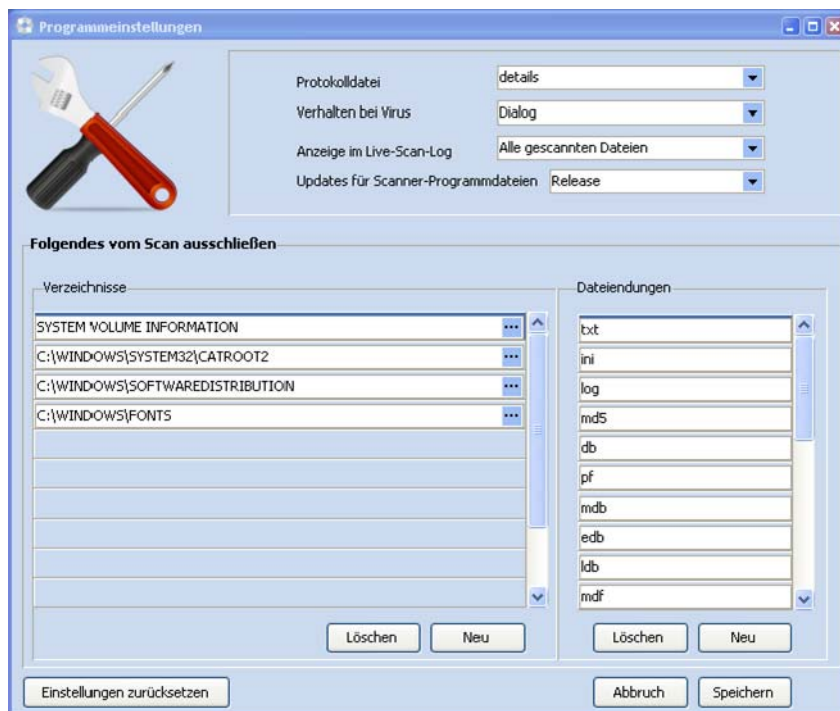 Programmeinstellungen
Protokolldatei details
Verhalten bei Virus Dialog
Anzeige im Live-Scan-Log Alle gescannten Dateien
Updates für Scanner-Programmdateien Release
Folgendes vom Scan ausschließen
Verzeichnisse
SYSTEM VOLUME INFORMATION ...
C:\WINDOWS\SYSTEM32\CATROOT2 ...
C:\WINDOWS\SOFTWAREDISTRIBUTION ...
C:\WINDOWS\FONTS ...
Löschen Neu
Dateiendungen
txt
ini
log
md5
db
pf
mdb
edb
ldb
mdf
Löschen Neu
Einstellungen zurücksetzen Abbruch Speichern